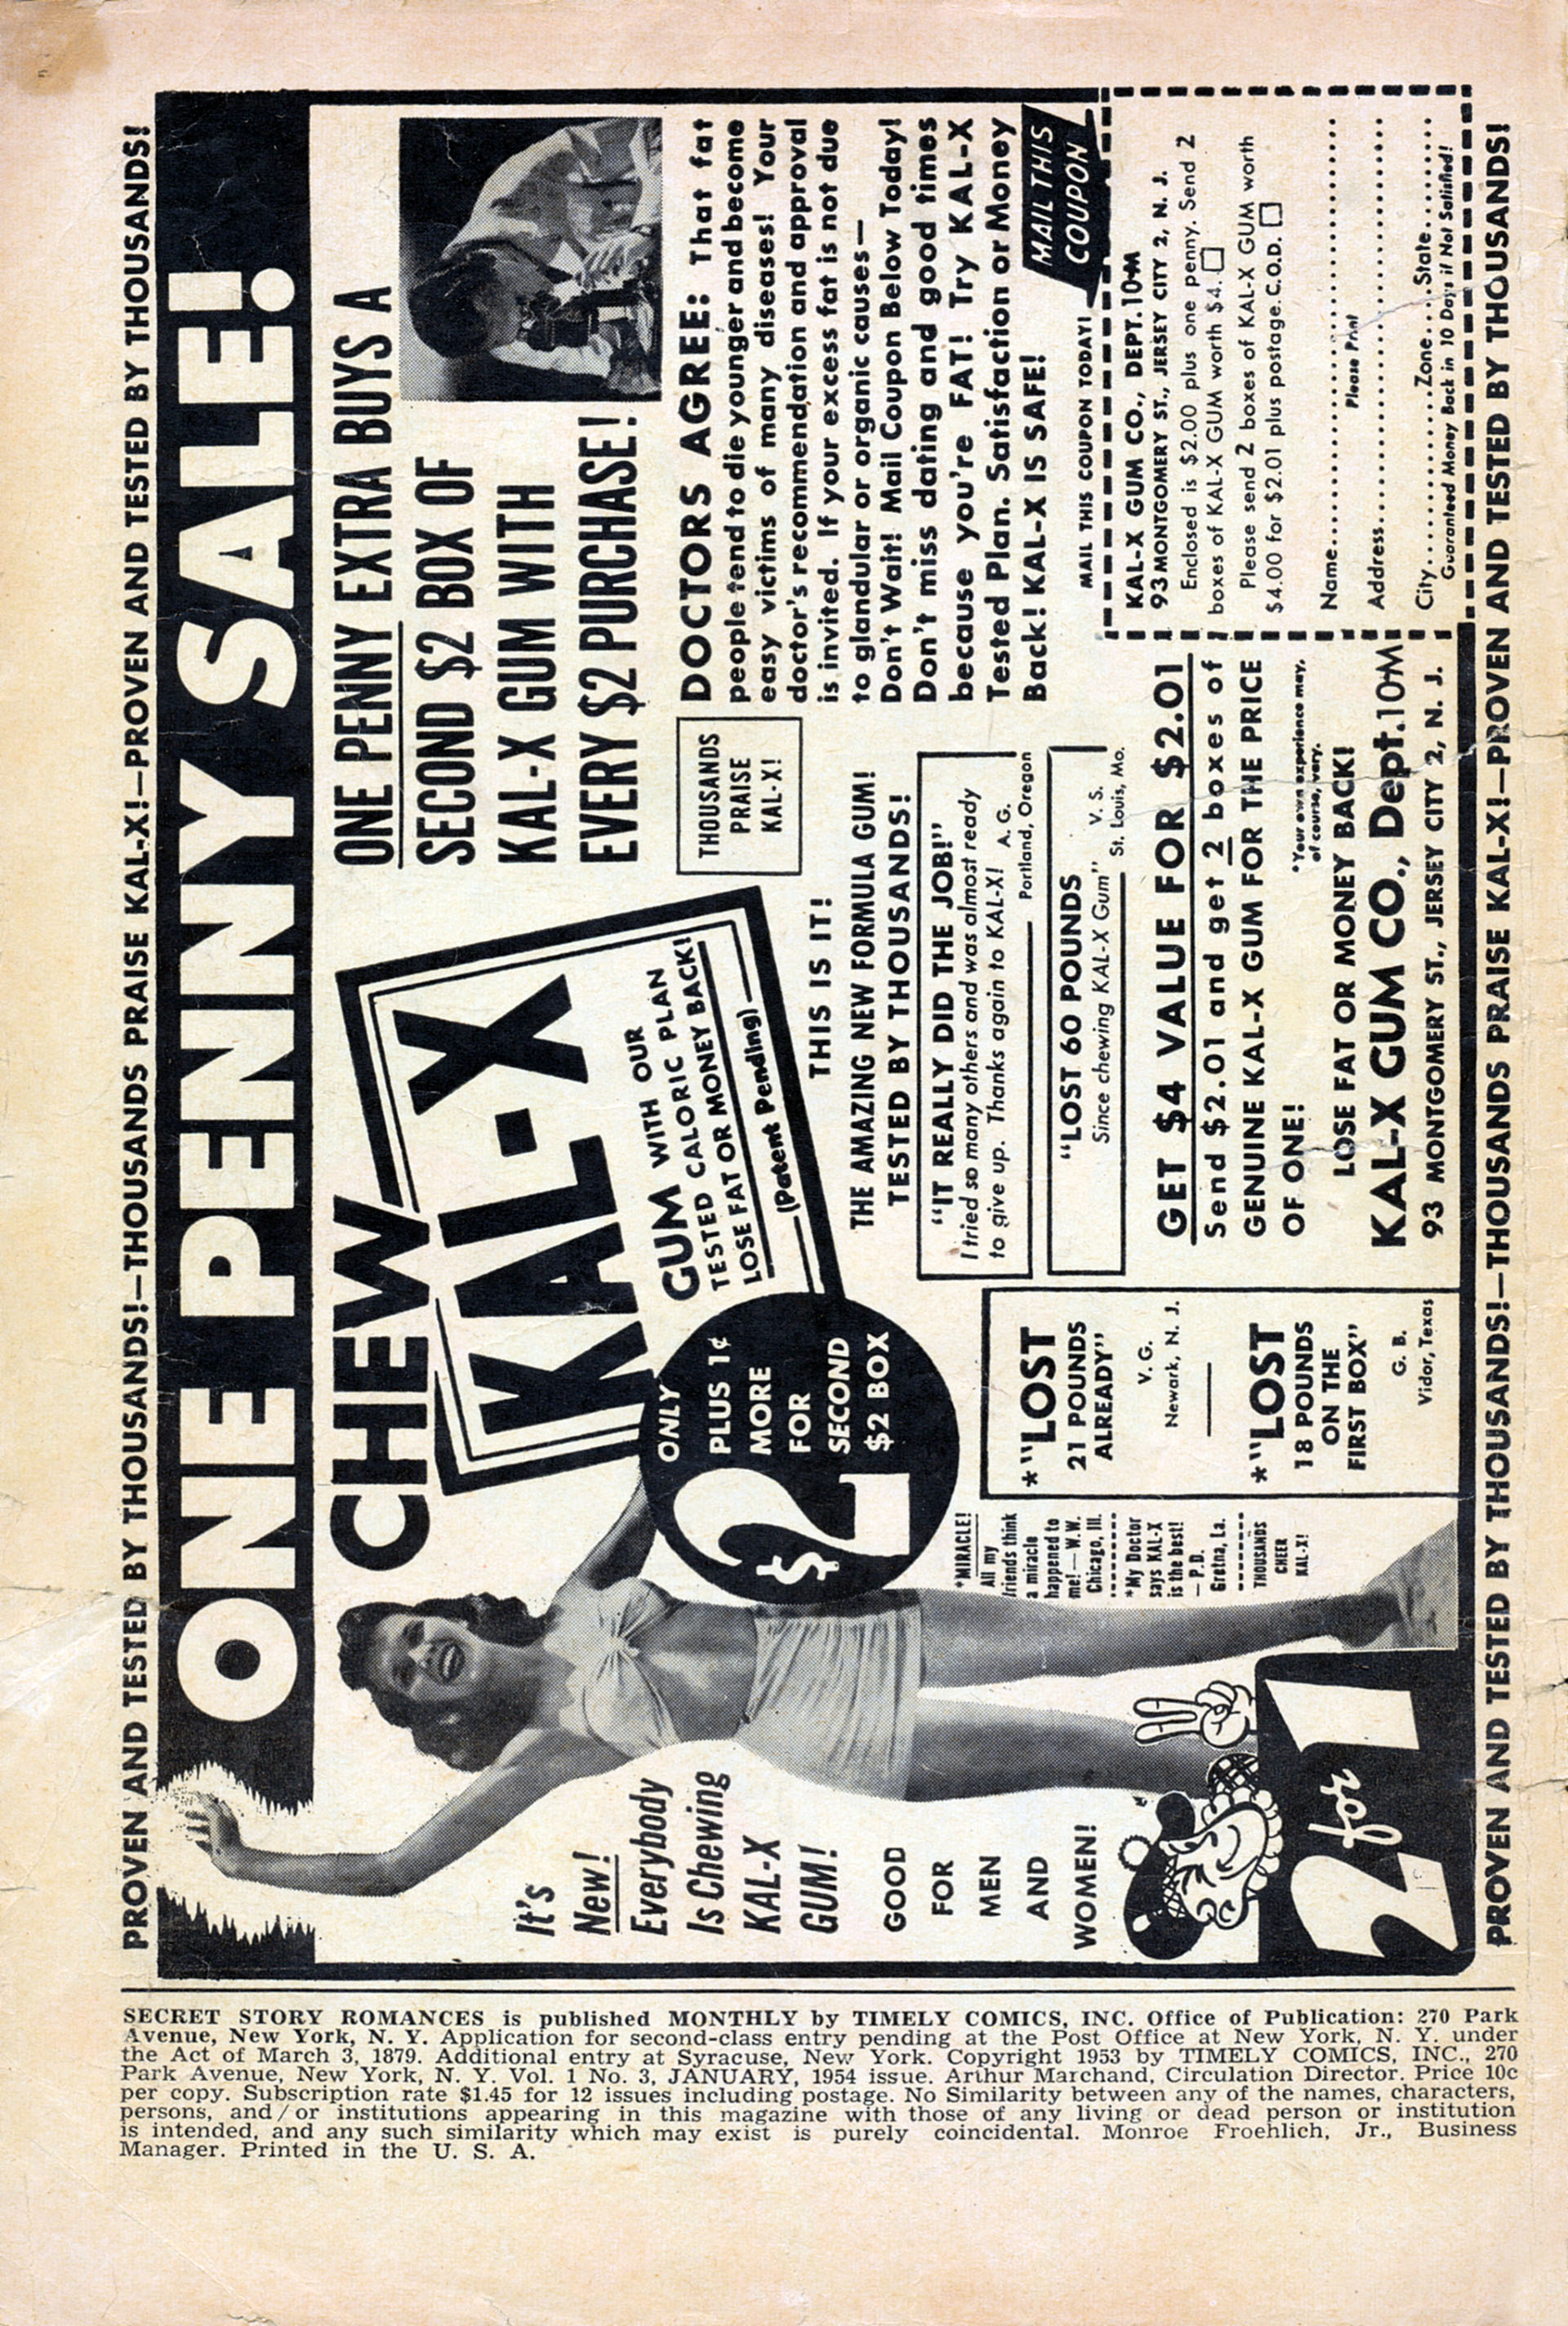 PROVEN AND TESTED BY THOUSANDS!—THOUSANDS PRAISE KAL-X!—PROVEN AND TESTED BY THOUSANDS!
ONE PENNY SALE!
CHEW
KAL-X
GUM WITH OUR
TESTED CALORIC PLAN
LOSE FAT OR MONEY BACK!
(Patent Pending)
ONE PENNY EXTRA BUYS A
SECOND $2 BOX OF
KAL-X GUM WITH
EVERY $2 PURCHASE!
It's
New!
Everybody
Is Chewing
KAL-X
GUM!
GOOD
FOR
MEN
AND
WOMEN!
2 for 1
ONLY
$2 PLUS 1¢
MORE
FOR
SECOND
$2 BOX
*MIRACLE!
All my
friends think
a miracle
happened to
me!—W.W.
Chicago, Ill.
*My Doctor
says KAL-X
is the best!
— P.D.
Gretna, La.
THOUSANDS
CHEER
KAL-X!
*"LOST
21 POUNDS
ALREADY"
V. G.
Newark, N. J.
*"LOST
18 POUNDS
ON THE
FIRST BOX"
G. B.
Vidor, Texas
THIS IS IT!
THE AMAZING NEW FORMULA GUM!
TESTED BY THOUSANDS!
THOUSANDS
PRAISE
KAL-X!
"IT REALLY DID THE JOB!"
I tried so many others and was almost ready
to give up. Thanks again to KAL-X! A. G.
Portland, Oregon
"LOST 60 POUNDS
Since chewing KAL-X Gum" V. S.
St. Louis, Mo.
GET $4 VALUE FOR $2.01
Send $2.01 and get 2 boxes of
GENUINE KAL-X GUM FOR THE PRICE
OF ONE!
*Your own experience may,
of course, vary.
LOSE FAT OR MONEY BACK!
KAL-X GUM CO., Dept.10-M
93 MONTGOMERY ST., JERSEY CITY 2, N. J.
DOCTORS AGREE: That fat
people tend to die younger and become
easy victims of many diseases! Your
doctor's recommendation and approval
is invited. If your excess fat is not due
to glandular or organic causes—
Don't Wait! Mail Coupon Below Today!
Don't miss dating and good times
because you're FAT! Try KAL-X
Tested Plan. Satisfaction or Money
Back! KAL-X IS SAFE!
MAIL THIS
COUPON
MAIL THIS COUPON TODAY!
KAL-X GUM CO., DEPT.10-M
93 MONTGOMERY ST., JERSEY CITY 2, N. J.
Enclosed is $2.00 plus one penny. Send 2
boxes of KAL-X GUM worth $4. □
Please send 2 boxes of KAL-X GUM worth
$4.00 for $2.01 plus postage. C.O.D. □
Name..............................
Please Print
Address..............................
City...............Zone....State.........
Guaranteed Money Back in 10 Days if Not Satisfied!
PROVEN AND TESTED BY THOUSANDS!—THOUSANDS PRAISE KAL-X!—PROVEN AND TESTED BY THOUSANDS!
SECRET STORY ROMANCES is published MONTHLY by TIMELY COMICS, INC. Office of Publication: 270 Park
Avenue, New York, N. Y. Application for second-class entry pending at the Post Office at New York, N. Y. under
the Act of March 3, 1879. Additional entry at Syracuse, New York. Copyright 1953 by TIMELY COMICS, INC., 270
Park Avenue, New York, N. Y. Vol. 1 No. 3, JANUARY, 1954 issue. Arthur Marchand, Circulation Director. Price 10c
per copy. Subscription rate $1.45 for 12 issues including postage. No Similarity between any of the names, characters,
persons, and/or institutions appearing in this magazine with those of any living or dead person or institution
is intended, and any such similarity which may exist is purely coincidental. Monroe Froehlich, Jr., Business
Manager. Printed in the U. S. A.